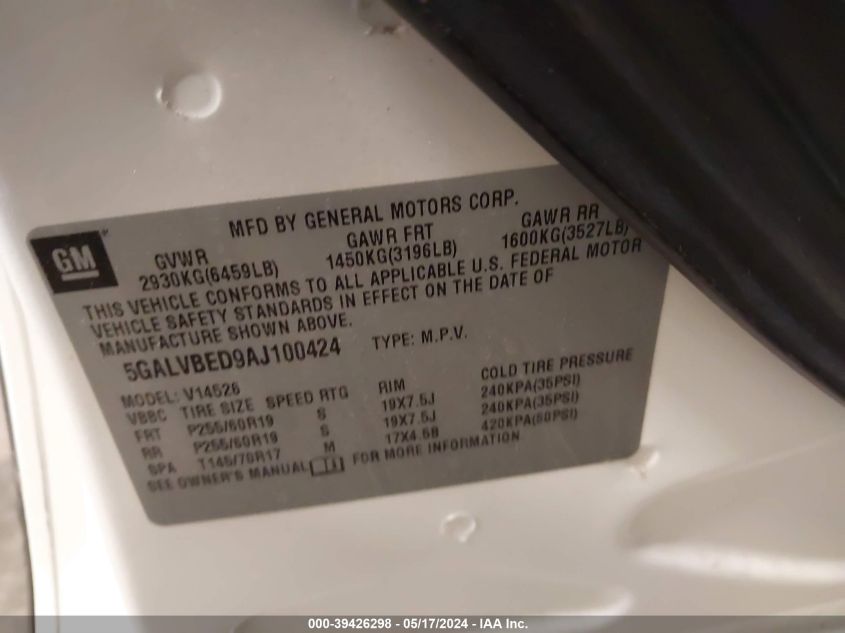 MFD BY GENERAL MOTORS CORP.
GM
GVWR GAWR FRT GAWR RR
2930KG(6459LB) 1450KG(3196LB) 1600KG(3527LB)
THIS VEHICLE CONFORMS TO ALL APPLICABLE U.S. FEDERAL MOTOR
VEHICLE SAFETY STANDARDS IN EFFECT ON THE DATE OF
MANUFACTURE SHOWN ABOVE.
5GALVBED9AJ100424 TYPE: M.P.V.
MODEL: V14526
VBBC TIRE SIZE SPEED RTG RIM COLD TIRE PRESSURE
FRT P255/60R19 S 19X7.5J 240KPA(35PSI)
RR P255/60R19 S 19X7.5J 240KPA(35PSI)
SPA T145/70R17 M 17X4.5B 420KPA(60PSI)
SEE OWNER'S MANUAL FOR MORE INFORMATION
000-39426298 - 05/17/2024 - IAA Inc.